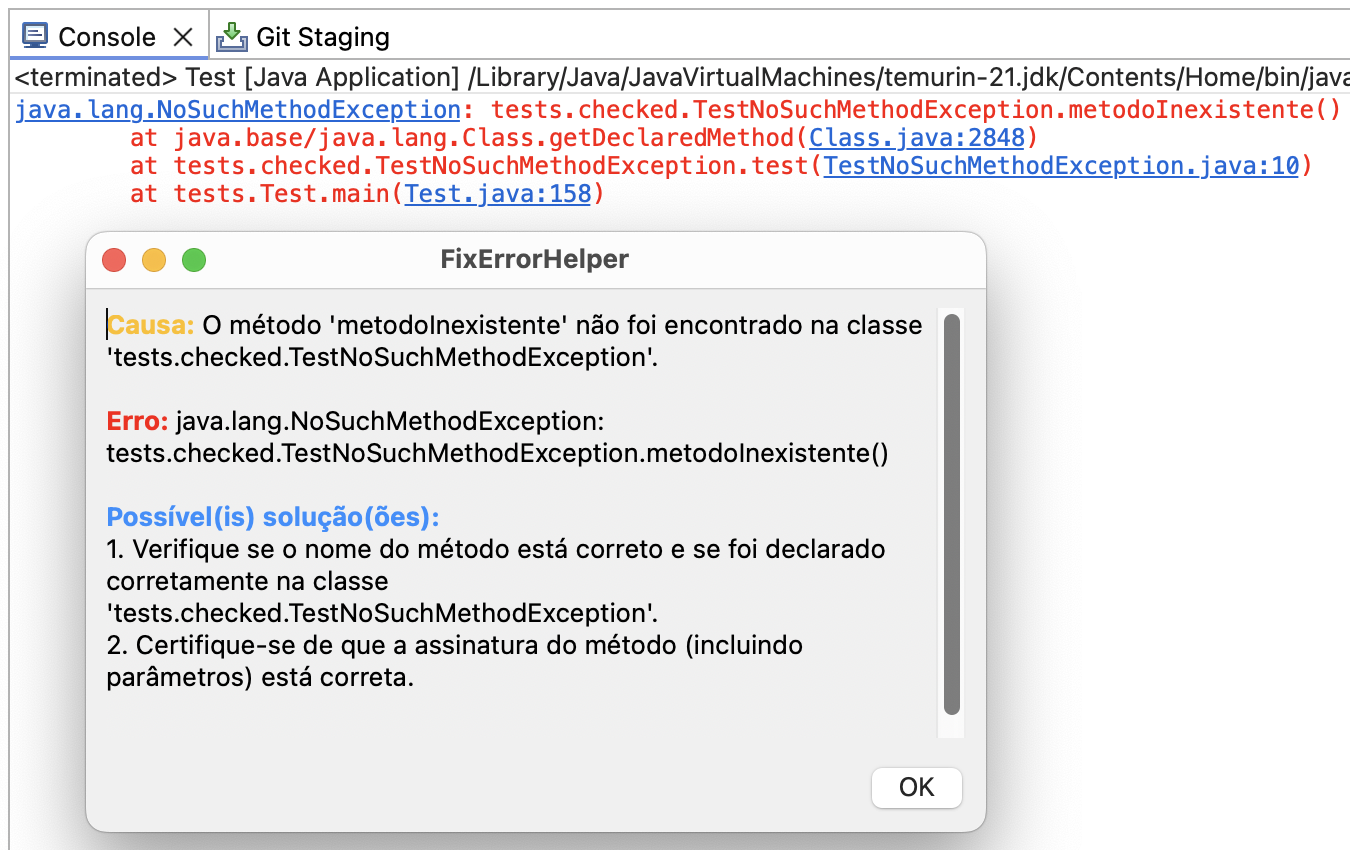 Console Git Staging
<terminated> Test [Java Application] /Library/Java/JavaVirtualMachines/temurin-21.jdk/Contents/Home/bin/java
java.lang.NoSuchMethodException: tests.checked.TestNoSuchMethodException.metodoInexistente()
at java.base/java.lang.Class.getDeclaredMethod(Class.java:2848)
at tests.checked.TestNoSuchMethodException.test(TestNoSuchMethodException.java:10)
at tests.Test.main(Test.java:158)
FixErrorHelper
Causa: O método 'metodoInexistente' não foi encontrado na classe
'tests.checked.TestNoSuchMethodException'.
Erro: java.lang.NoSuchMethodException:
tests.checked.TestNoSuchMethodException.metodoInexistente()
Possível(is) solução(ões):
1. Verifique se o nome do método está correto e se foi declarado
corretamente na classe
'tests.checked.TestNoSuchMethodException'.
2. Certifique-se de que a assinatura do método (incluindo
parâmetros) está correta.
OK